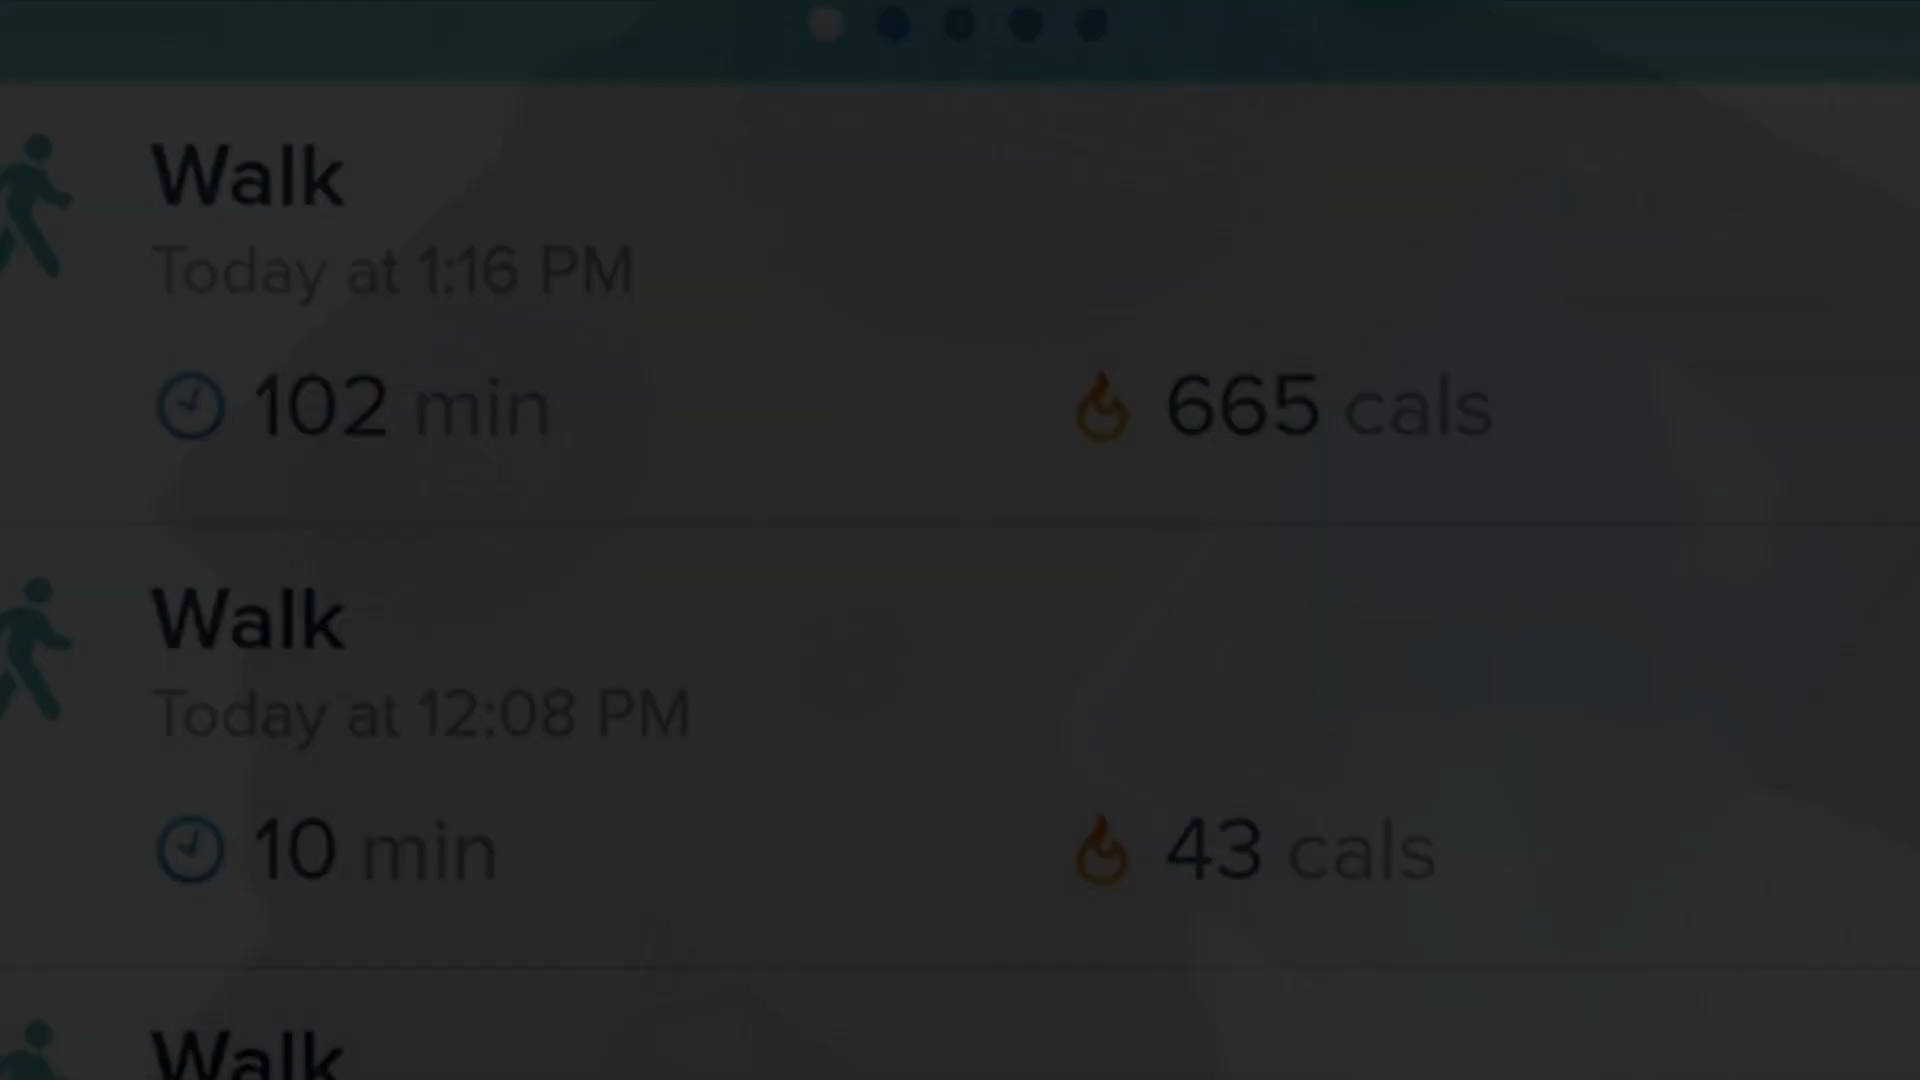 Walk
Today at 1:16 PM
102 min
665 cals
Walk
Today at 12:08 PM
10 min
43 cals
Walk